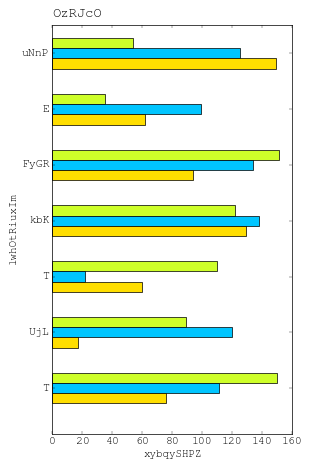 OzRJcO
uNnP
E
FyGR
kbK
T
UjL
T
lwhOtRiuxIm
0 20 40 60 80 100 120 140 160
xybqySHPZ